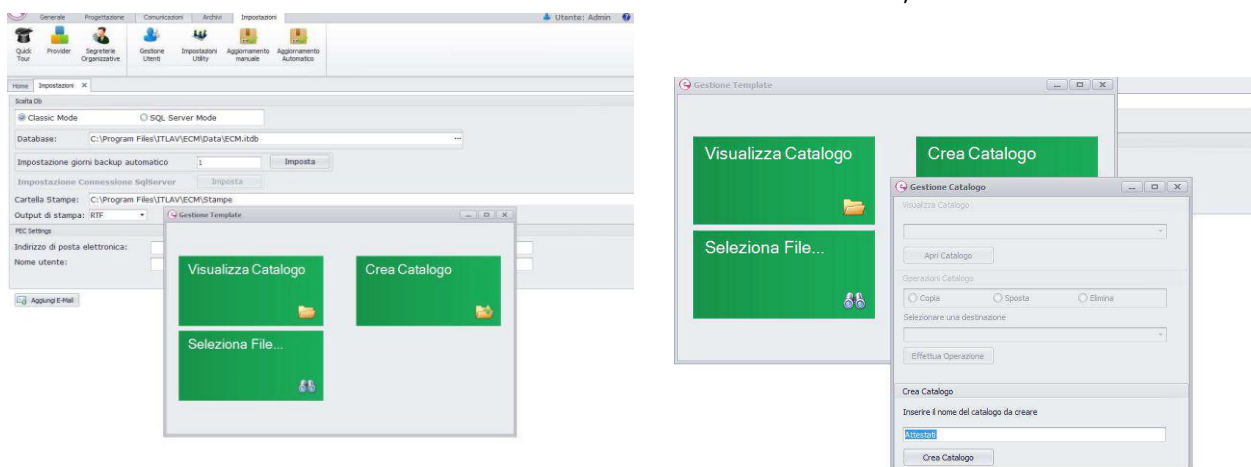 Generale Progettazione Comunicazioni Archivi Impostazioni
Utente: Admin
Quick Tour
Provider
Segreterie Organizzative
Gestione Utenti
Impostazioni Utility
Aggiornamento manuale
Aggiornamento Automatico
Home Impostazioni X
Scelta Db
Classic Mode SQL Server Mode
Database: C:\Program Files\ITLAV\ECM\Data\ECM.itdb ...
Impostazione giorni backup automatico 1 Imposta
Impostazione Connessione SqlServer Imposta
Cartella Stampe: C:\Program Files\ITLAV\ECM\Stampe
Output di stampa: RTF
PEC Settings
Indirizzo di posta elettronica:
Nome utente:
Aggiungi E-Mail
Gestione Template
Visualizza Catalogo
Crea Catalogo
Seleziona File...
Gestione Template
Visualizza Catalogo
Crea Catalogo
Seleziona File...
Gestione Catalogo
Visualizza Catalogo
Apri Catalogo
Operazioni Catalogo
Copia Sposta Elimina
Selezionare una destinazione
Effettua Operazione
Crea Catalogo
Inserire il nome del catalogo da creare
Attestati
Crea Catalogo